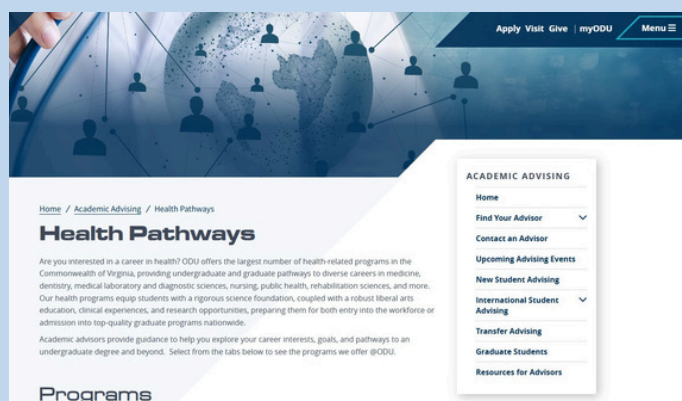 Apply Visit Give | myODU Menu ☰
Home / Academic Advising / Health Pathways
Health Pathways
Are you interested in a career in health? ODU offers the largest number of health-related programs in the
Commonwealth of Virginia, providing undergraduate and graduate pathways to diverse careers in medicine,
dentistry, medical laboratory and diagnostic sciences, nursing, public health, rehabilitation sciences, and more.
Our health programs equip students with a rigorous science foundation, coupled with a robust liberal arts
education, clinical experiences, and research opportunities, preparing them for both entry into the workforce or
admission into top-quality graduate programs nationwide.
Academic advisors provide guidance to help you explore your career interests, goals, and pathways to an
undergraduate degree and beyond. Select from the tabs below to see the programs we offer @ODU.
Programs
ACADEMIC ADVISING
Home
Find Your Advisor
Contact an Advisor
Upcoming Advising Events
New Student Advising
International Student
Advising
Transfer Advising
Graduate Students
Resources for Advisors